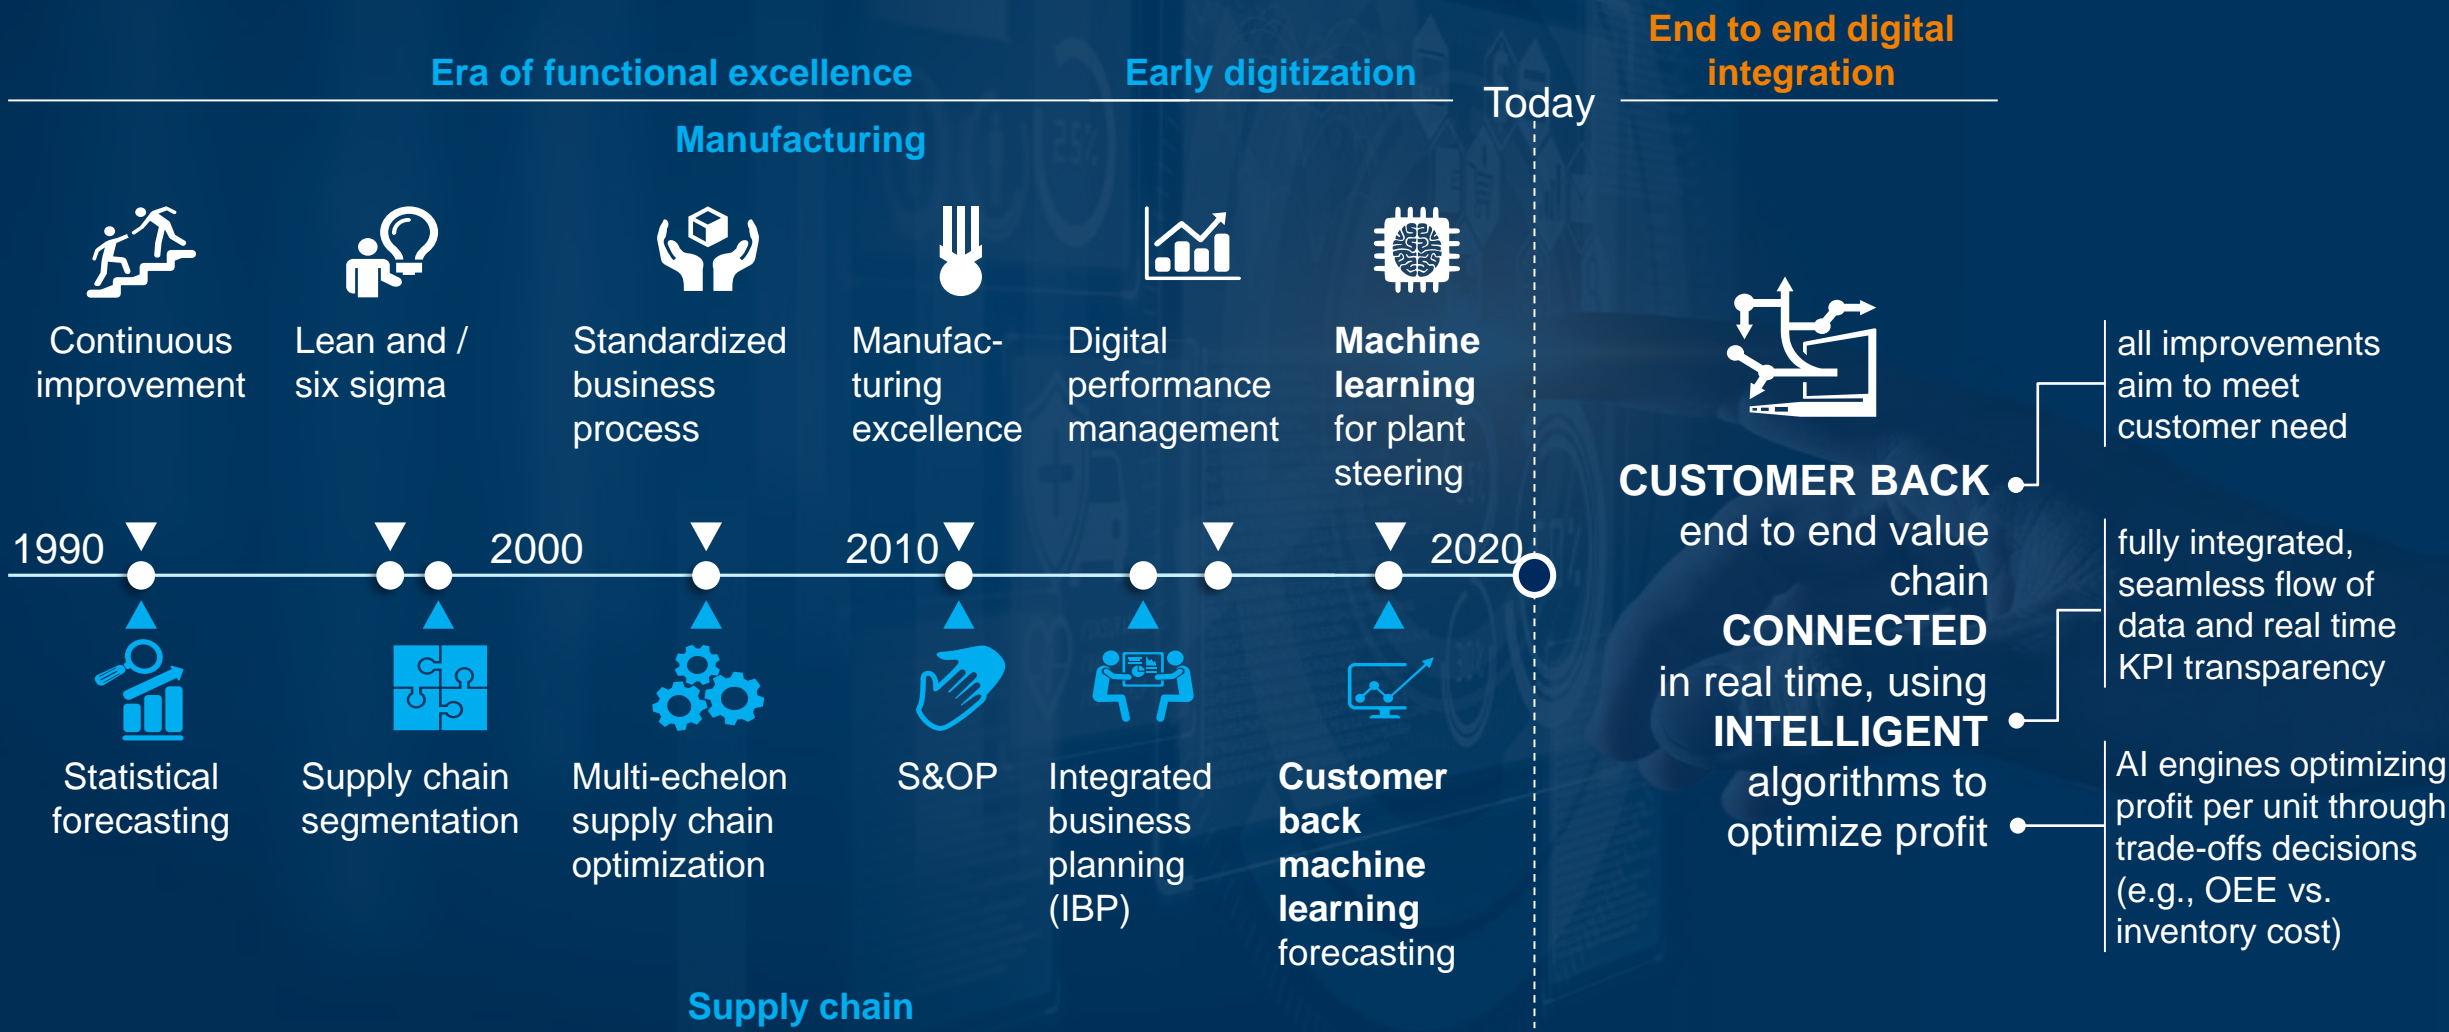 End to end digital
integration
Era of functional excellence
Early digitization
Today
Manufacturing
Continuous
improvement
Lean and /
six sigma
Standardized
business
process
Manufac-
turing
excellence
Digital
performance
management
Machine
learning
for plant
steering
1990
2000
2010
2020
Statistical
forecasting
Supply chain
segmentation
Multi-echelon
supply chain
optimization
S&OP
Integrated
business
planning
(IBP)
Customer
back
machine
learning
forecasting
Supply chain
CUSTOMER BACK
end to end value
chain
CONNECTED
in real time, using
INTELLIGENT
algorithms to
optimize profit
all improvements
aim to meet
customer need
fully integrated,
seamless flow of
data and real time
KPI transparency
AI engines optimizing
profit per unit through
trade-offs decisions
(e.g., OEE vs.
inventory cost)